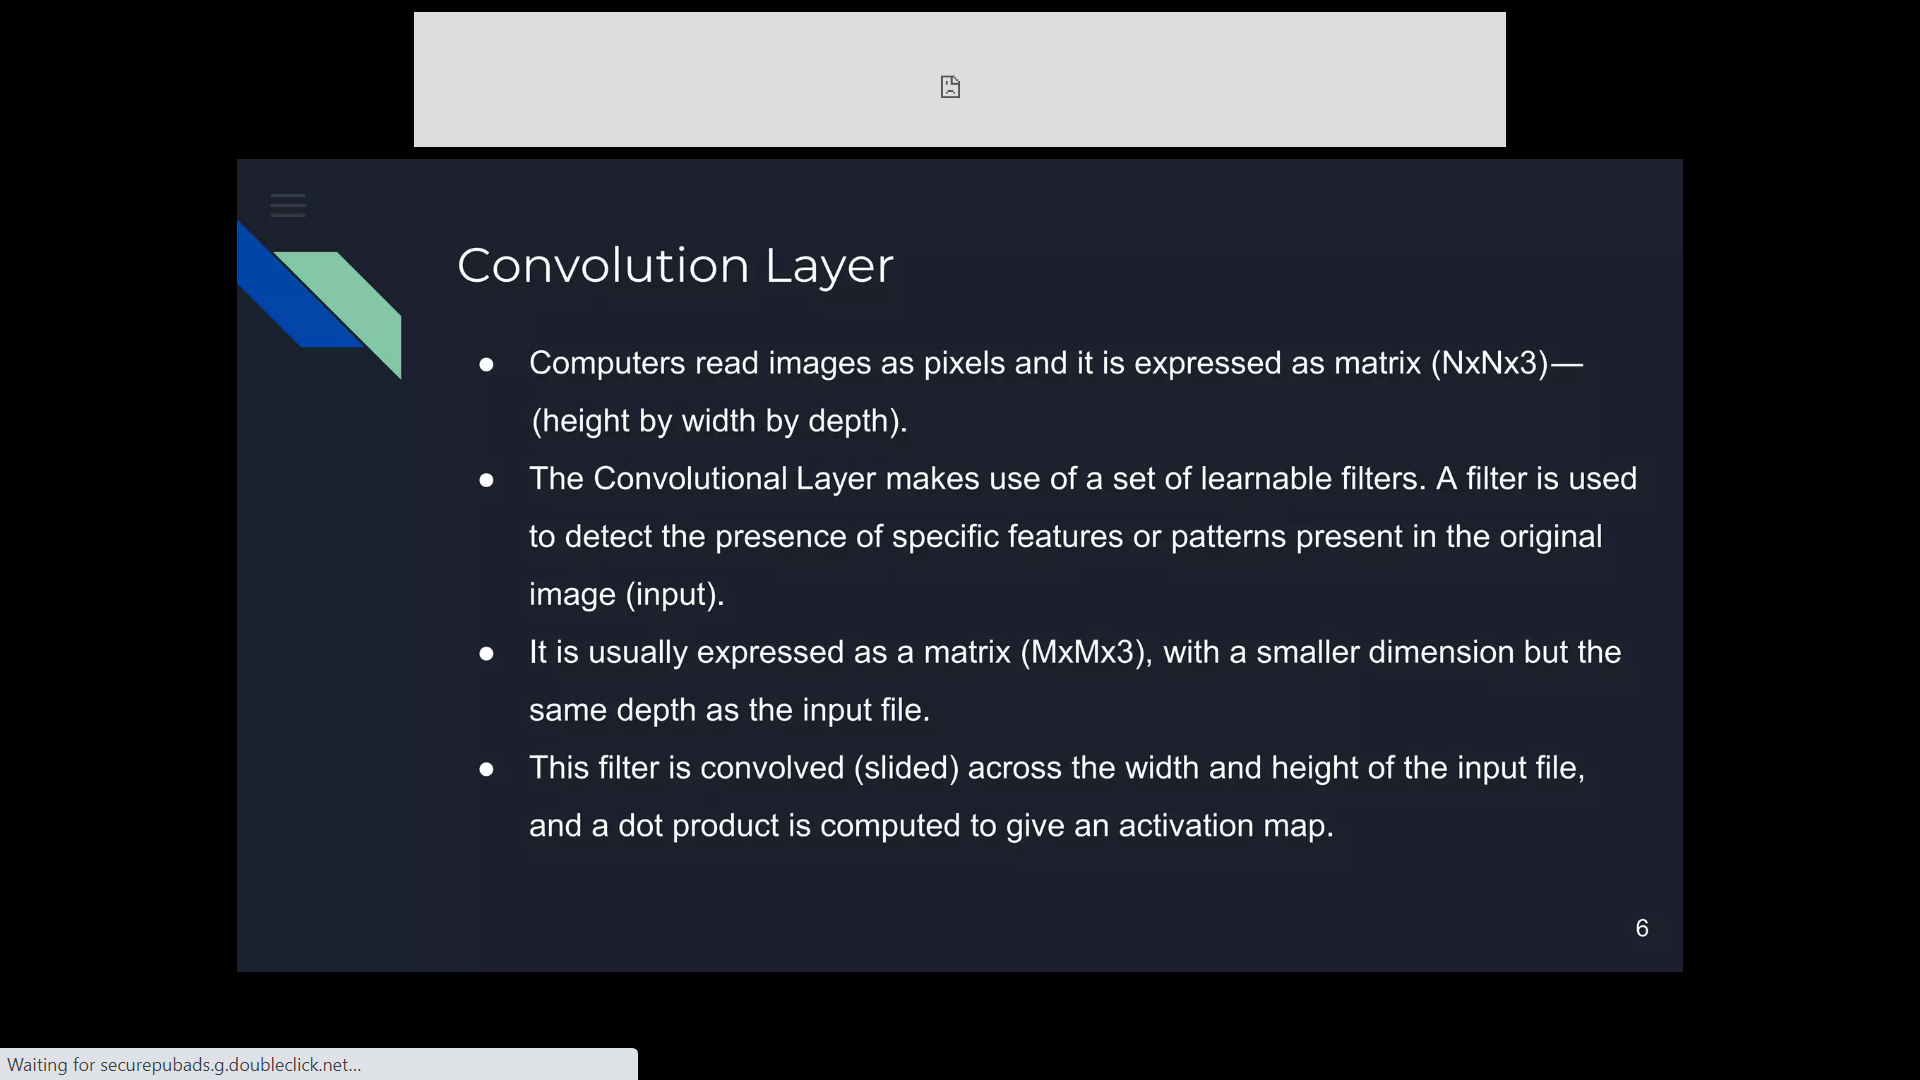 Convolution Layer
● Computers read images as pixels and it is expressed as matrix (NxNx3)—
(height by width by depth).
● The Convolutional Layer makes use of a set of learnable filters. A filter is used
to detect the presence of specific features or patterns present in the original
image (input).
● It is usually expressed as a matrix (MxMx3), with a smaller dimension but the
same depth as the input file.
● This filter is convolved (slided) across the width and height of the input file,
and a dot product is computed to give an activation map.
6
Waiting for securepubads.g.doubleclick.net...